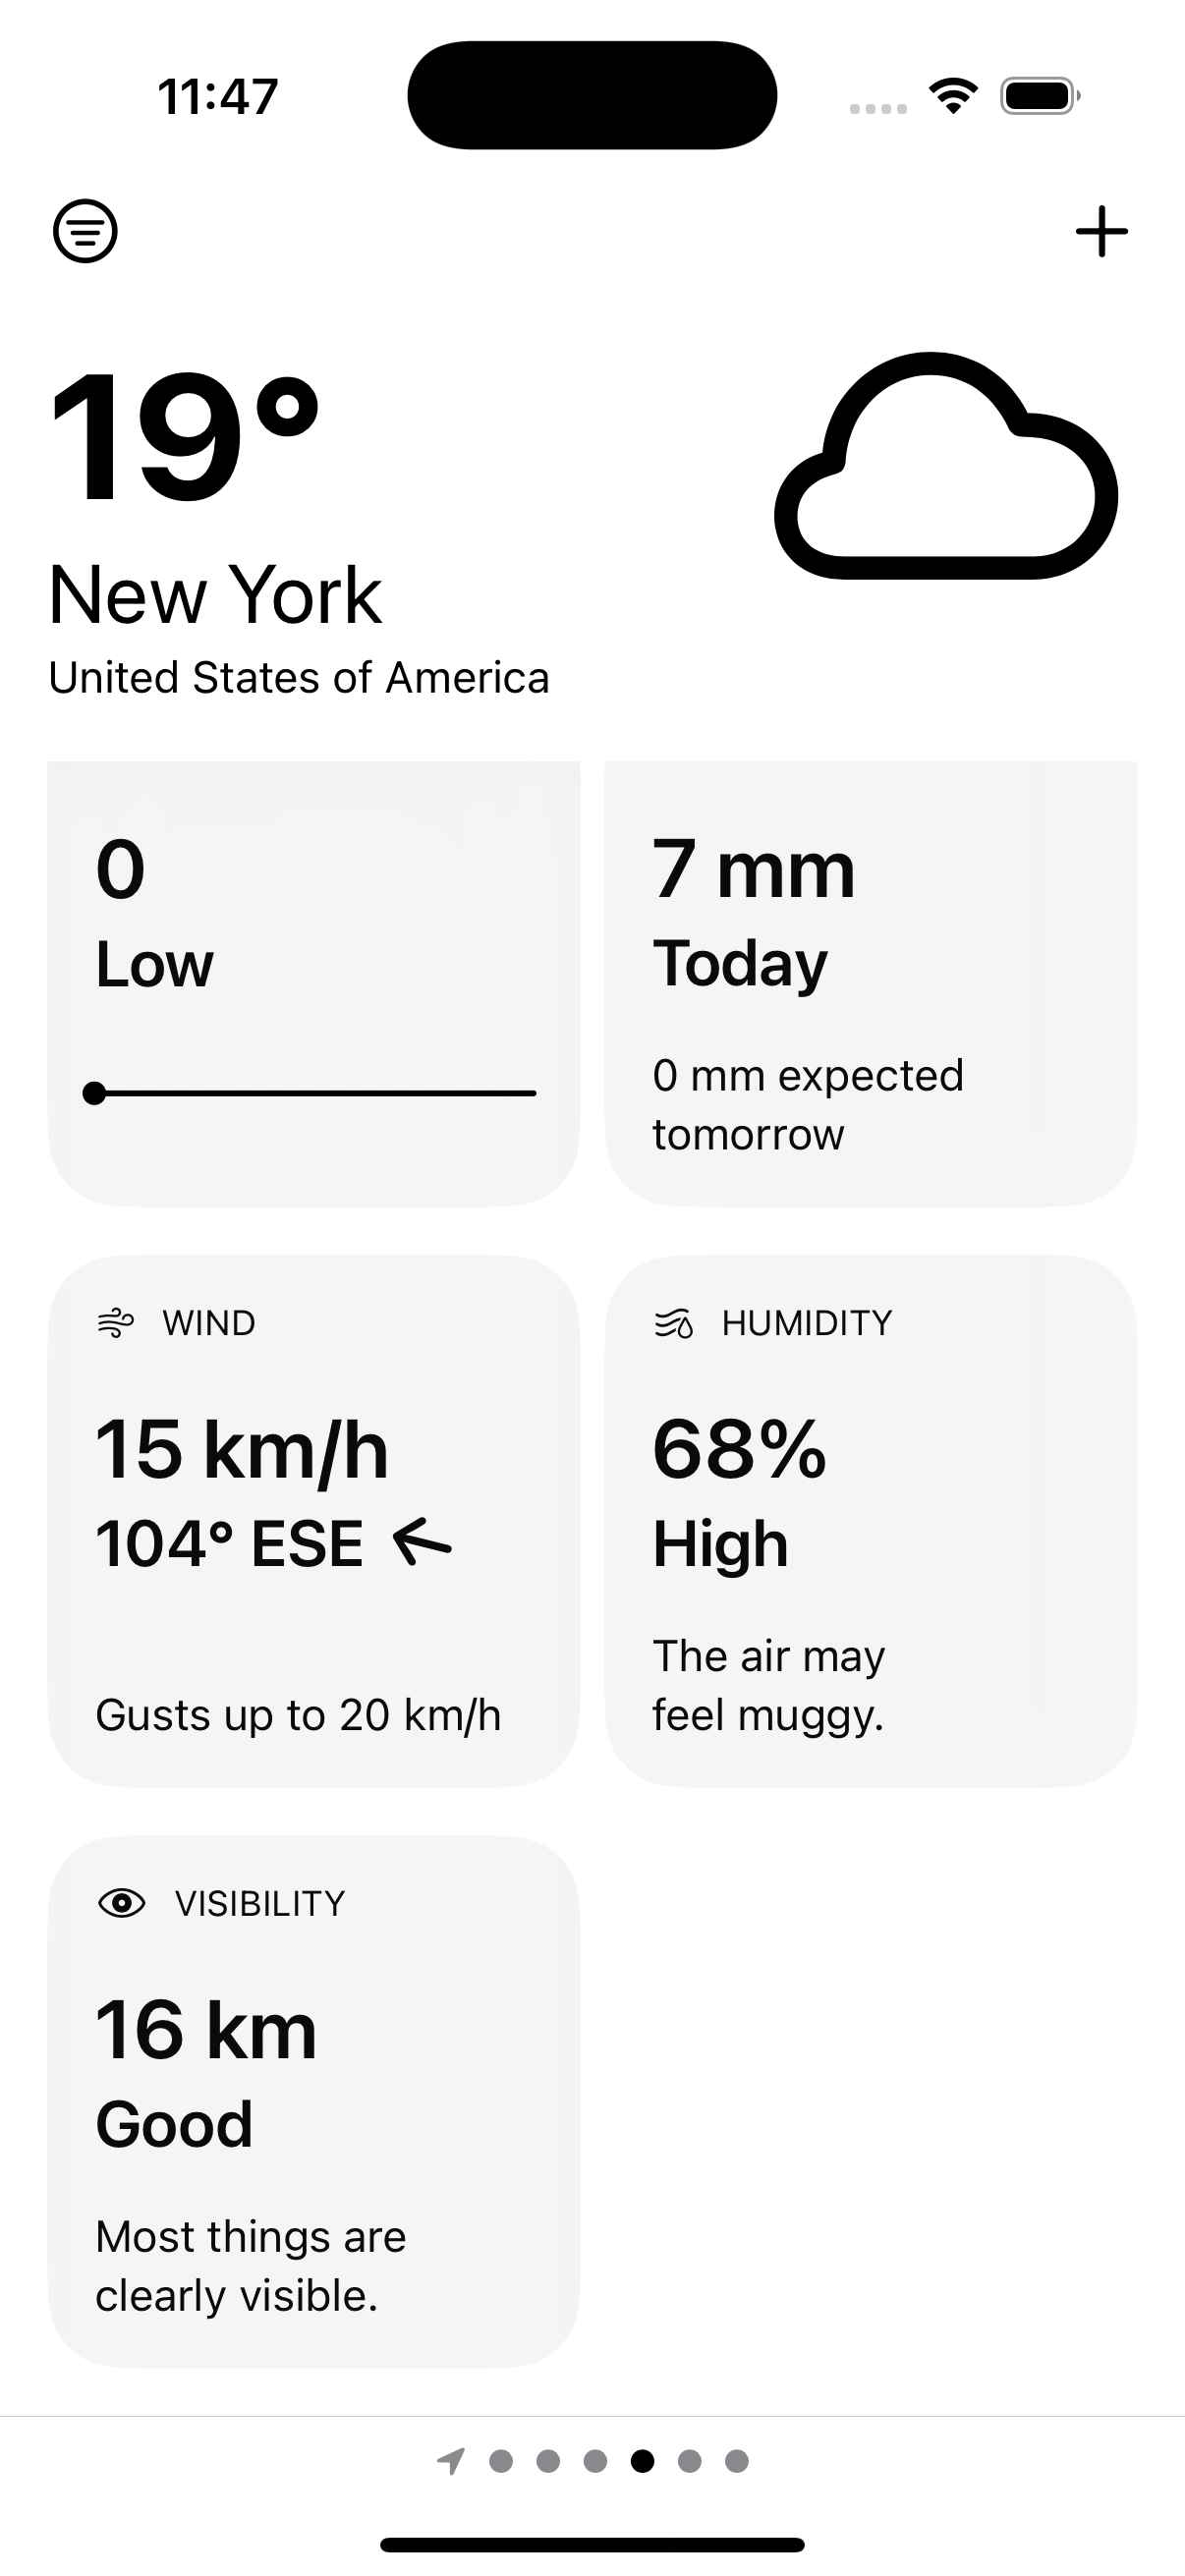 11:47
19°
New York
United States of America
0
Low
7 mm
Today
0 mm expected
tomorrow
WIND
15 km/h
104° ESE
Gusts up to 20 km/h
HUMIDITY
68%
High
The air may
feel muggy.
VISIBILITY
16 km
Good
Most things are
clearly visible.